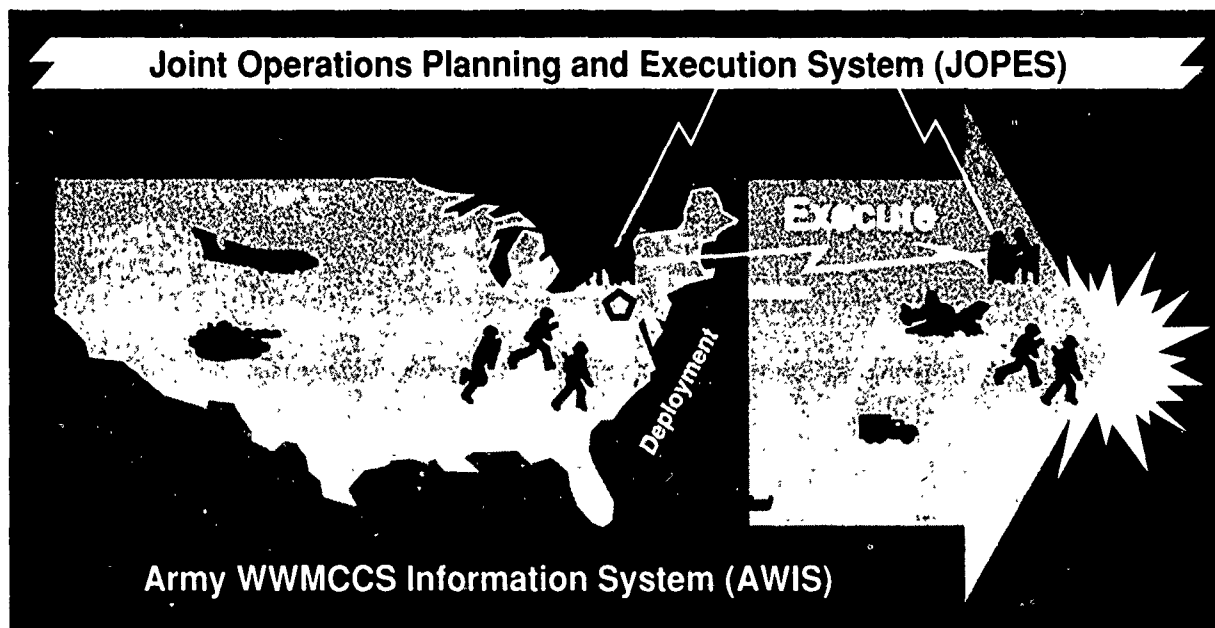 Joint Operations Planning and Execution System (JOPES)
Execute
Deployment
Army WWMCCS Information System (AWIS)